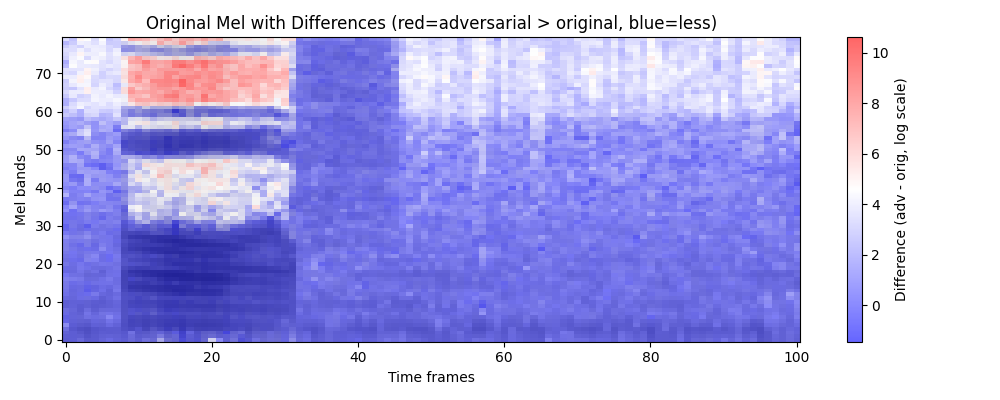 Original Mel with Differences (red=adversarial > original, blue=less)
70
60
50
40
30
20
10
0
Mel bands
0 20 40 60 80 100
Time frames
10
8
6
4
2
0
Difference (adv - orig, log scale)